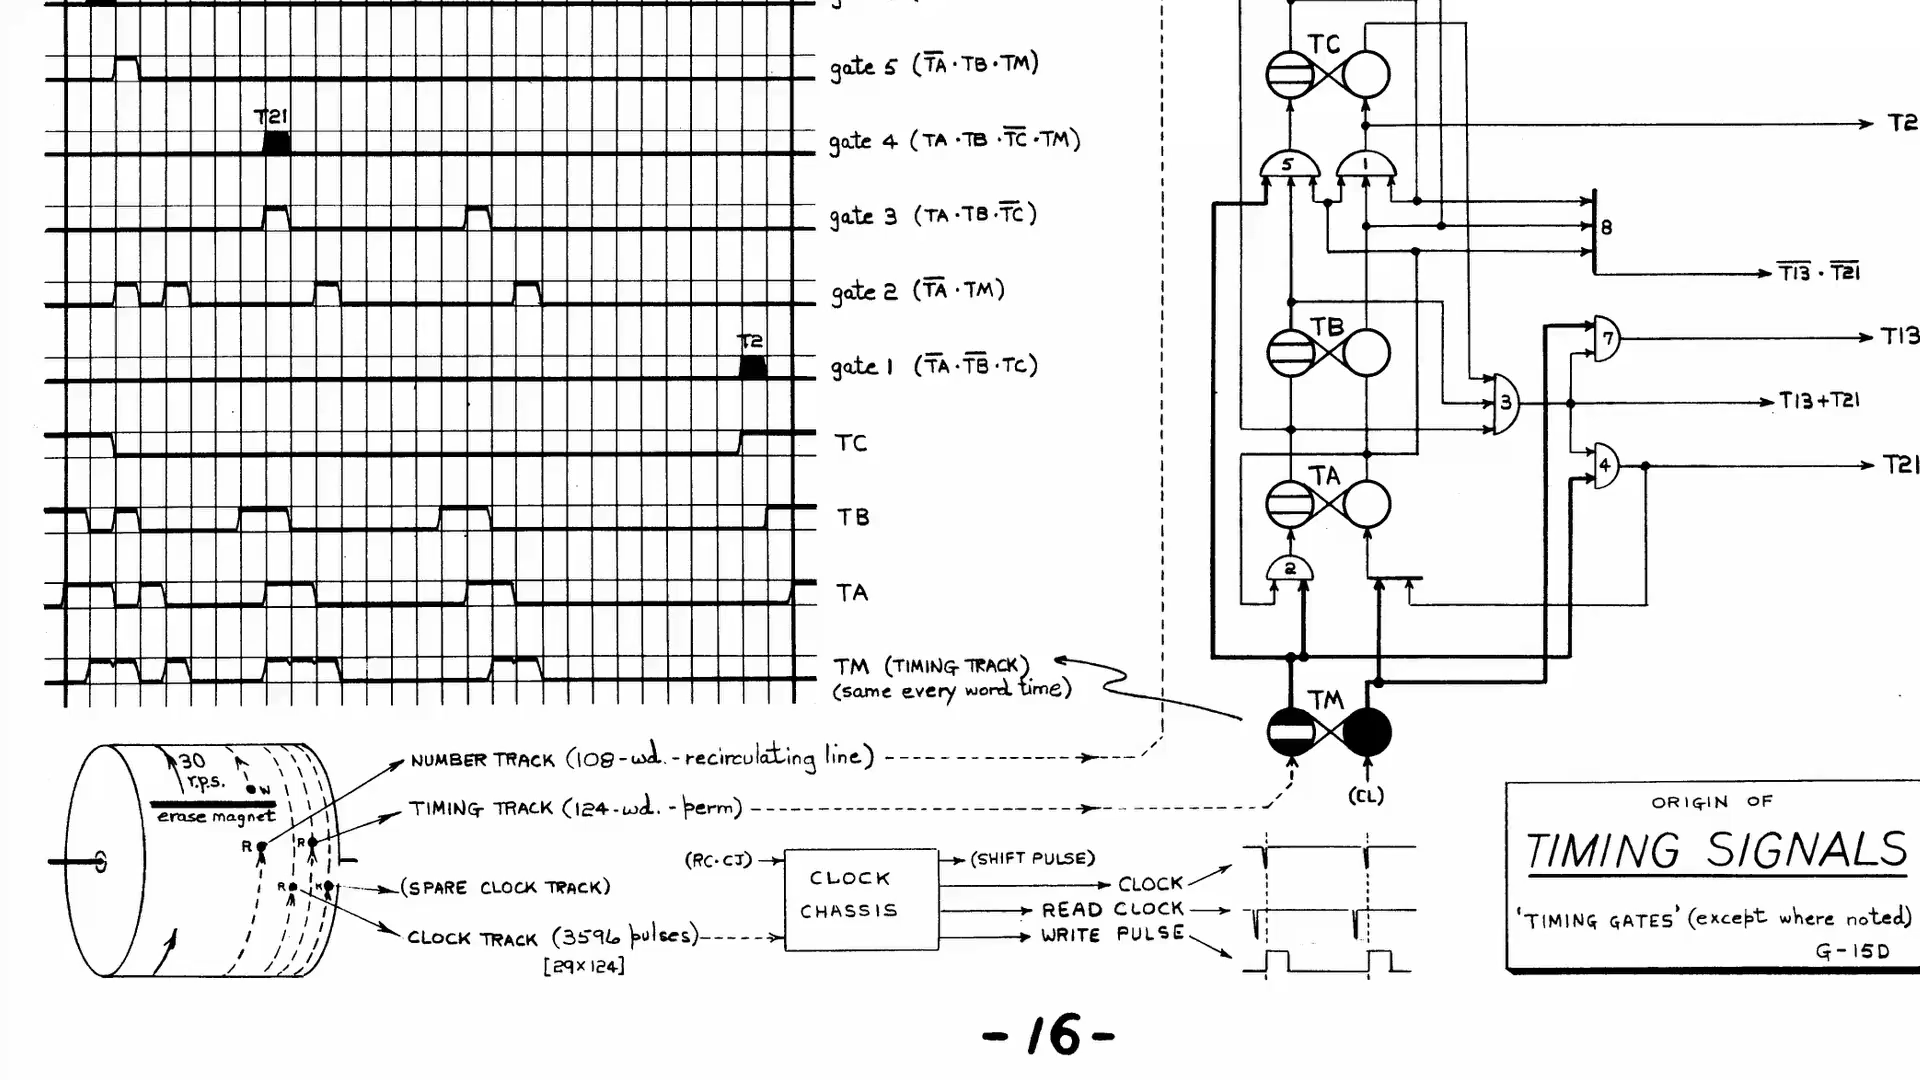 gate 5 (T̅A̅·TB·TM)
T21
gate 4 (TA·TB·T̅C̅·TM)
gate 3 (TA·TB·T̅C̅)
gate 2 (T̅A̅·TM)
T2
gate 1 (T̅A̅·T̅B̅·TC)
TC
TB
TA
TM (TIMING TRACK)
(same every word time)
TC
5
1
T2
8
T̅1̅3̅·T̅2̅1̅
TB
7
T13
3
T13+T21
TA
4
T21
2
TM
(CL)
30
r.p.s.
W
erase magnet
R
R
R
NUMBER TRACK (108-wd.-recirculating line)
TIMING TRACK (124-wd.-perm)
(SPARE CLOCK TRACK)
CLOCK TRACK (3596 pulses)
[29×124]
(RC·CJ)
CLOCK
CHASSIS
(SHIFT PULSE)
CLOCK
READ CLOCK
WRITE PULSE
ORIGIN OF
TIMING SIGNALS
'TIMING GATES' (except where noted)
G-15D
-16-